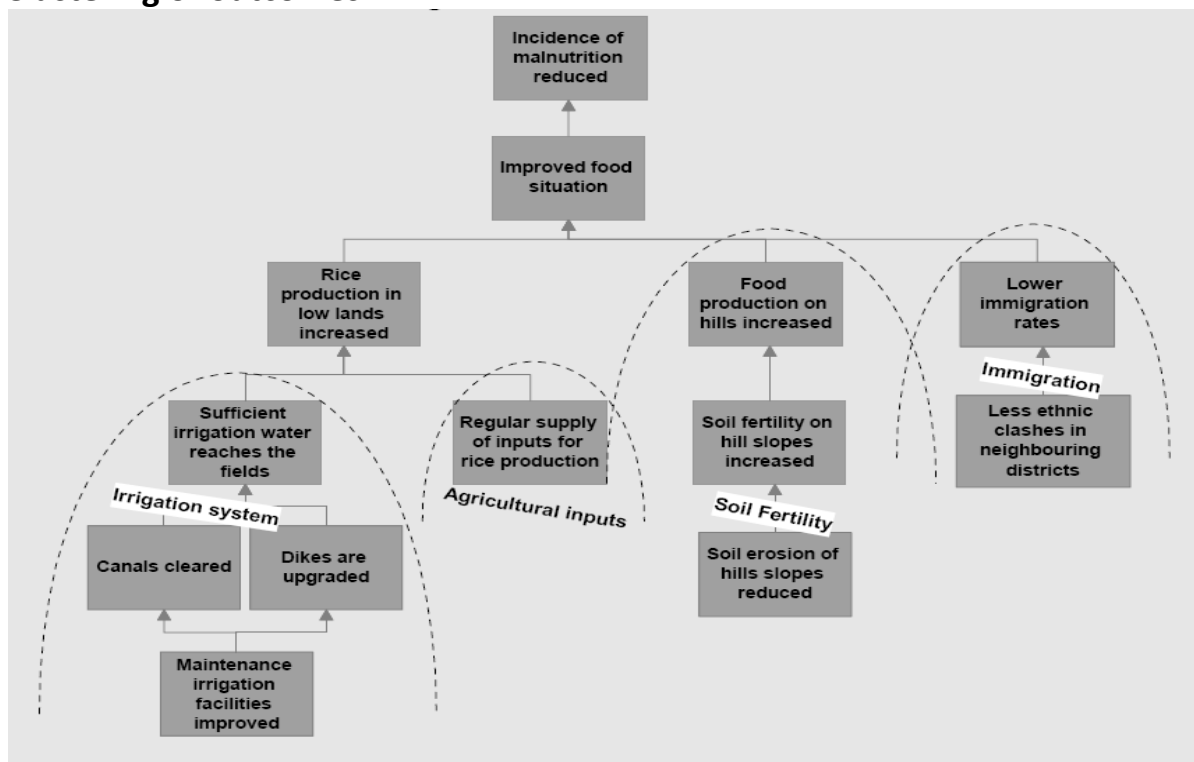 Incidence of
malnutrition
reduced
Improved food
situation
Rice
production in
low lands
increased
Food
production on
hills increased
Lower
immigration
rates
Immigration
Sufficient
irrigation water
reaches the
fields
Regular supply
of inputs for
rice production
Soil fertility on
hill slopes
increased
Less ethnic
clashes in
neighbouring
districts
Irrigation system
Agricultural inputs
Soil Fertility
Canals cleared
Dikes are
upgraded
Soil erosion of
hills slopes
reduced
Maintenance
irrigation
facilities
improved